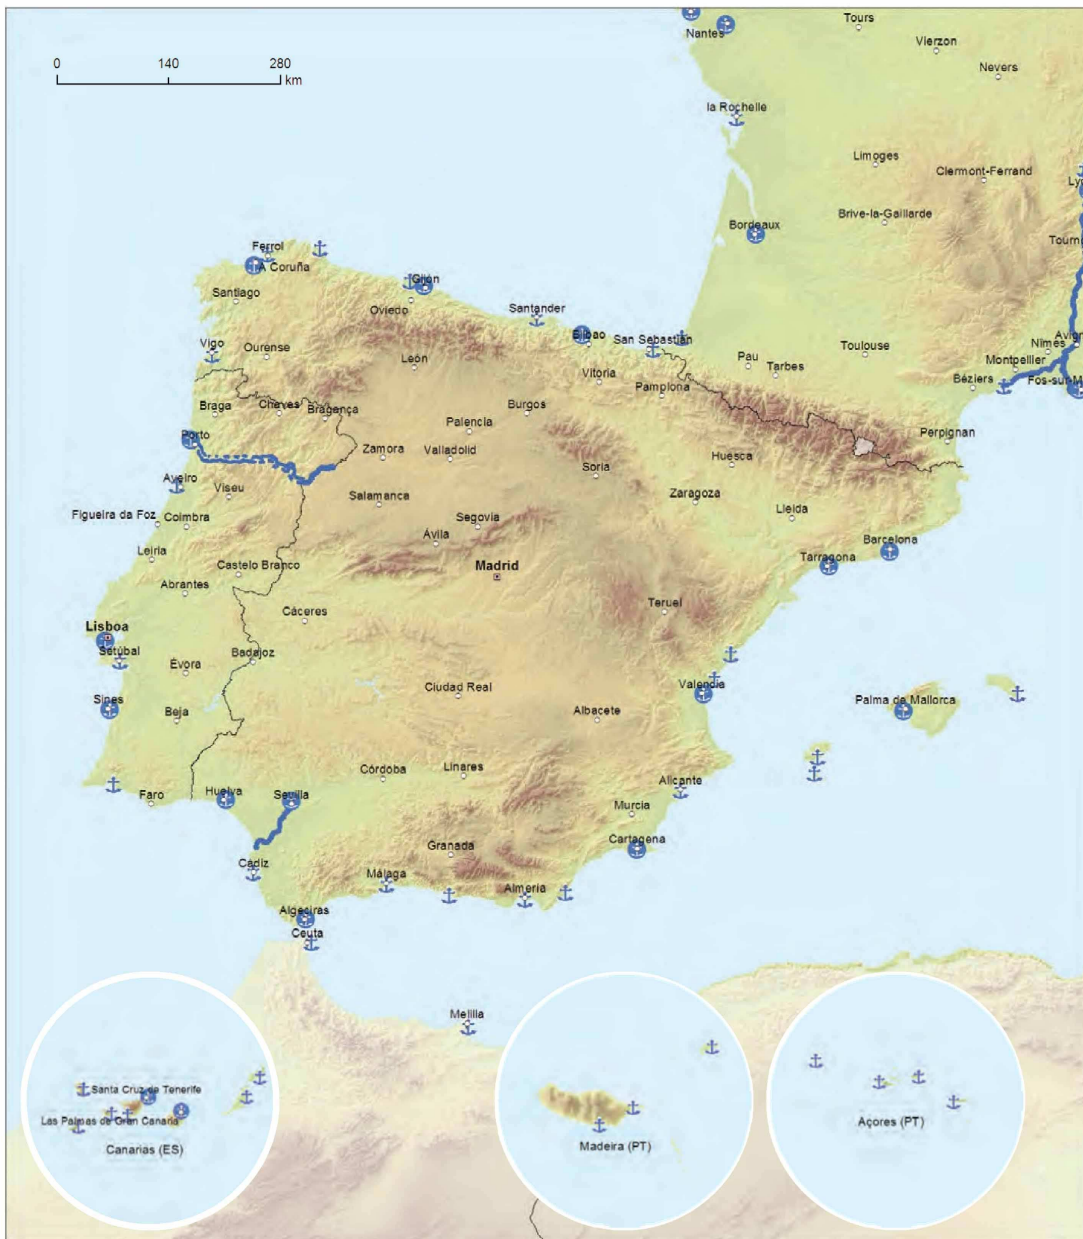 Tours
Nantes
Vierzon
0 140 280
km
Nevers
la Rochelle
Limoges
Clermont-Ferrand
Brive-la-Gaillarde
Bordeaux
Ferrol
A Coruña
Gijón
Santiago
Oviedo
Santander
Bilbao
San Sebastián
Vigo
Ourense
León
Vitoria
Pau
Tarbes
Toulouse
Nîmes
Montpellier
Béziers
Pamplona
Braga
Chaves
Bragança
Burgos
Palencia
Perpignan
Porto
Zamora
Valladolid
Soria
Huesca
Aveiro
Viseu
Salamanca
Zaragoza
Lleida
Figueira da Foz
Coimbra
Segovia
Ávila
Barcelona
Tarragona
Leiria
Castelo Branco
Madrid
Abrantes
Cáceres
Teruel
Lisboa
Setúbal
Évora
Badajoz
Sines
Beja
Ciudad Real
Valencia
Palma de Mallorca
Albacete
Córdoba
Linares
Alicante
Faro
Huelva
Sevilla
Murcia
Cartagena
Granada
Cádiz
Málaga
Almería
Algeciras
Ceuta
Melilla
Santa Cruz de Tenerife
Las Palmas de Gran Canaria
Canarias (ES)
Madeira (PT)
Açores (PT)